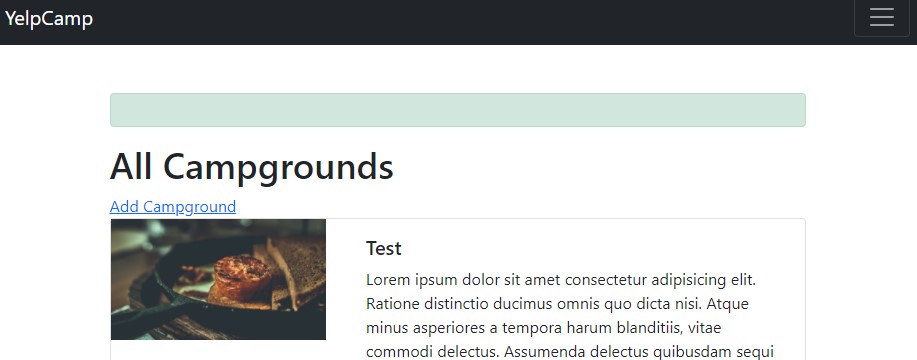 YelpCamp
All Campgrounds
Add Campground
Test
Lorem ipsum dolor sit amet consectetur adipisicing elit.
Ratione distinctio ducimus omnis quo dicta nisi. Atque
minus asperiores a tempora harum blanditiis, vitae
commodi delectus. Assumenda delectus quibusdam sequi